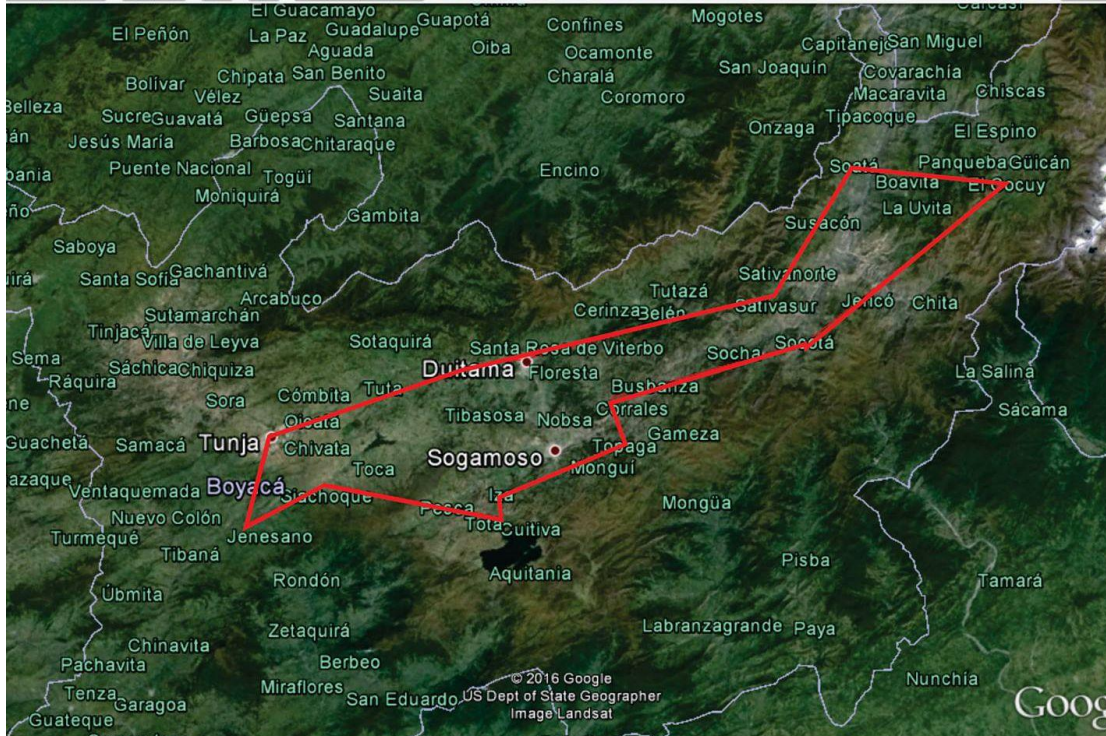 El Guacamayo
Confines
Mogotes
El Peñón
La Paz
Guadalupe
Guapotá
Aguada
Oiba
Ocamonte
Capitanejo
San Miguel
Bolívar
Chipata
San Benito
Charalá
San Joaquín
Covarachía
Vélez
Suaita
Coromoro
Macaravita
Chiscas
Belleza
Sucre
Guavatá
Güepsa
Santana
Onzaga
Tipacoque
Jesús María
Barbosa
Chitaraque
El Espino
Puente Nacional
Togüí
Encino
Soatá
Panqueba
Güicán
Moniquirá
Boavita
El Cocuy
Gambita
Susacón
La Uvita
Saboya
Santa Sofía
Gachantivá
Sativanorte
Arcabuco
Tutazá
Sutamarchán
Cerinza
Belén
Sativasur
Jericó
Chita
Tinjacá
Villa de Leyva
Sotaquirá
Santa Rosa de Viterbo
Socha
Socotá
Sema
Sáchica
Chiquiza
Duitama
Floresta
La Salina
Ráquira
Cómbita
Tuta
Busbanza
Sora
Oicata
Tibasosa
Nobsa
Corrales
Sácama
Guachetá
Samacá
Tunja
Chivata
Gameza
Topaga
Toca
Sogamoso
Monguí
Ventaquemada
Boyacá
Siachoque
Iza
Pesca
Mongüa
Nuevo Colón
Tota
Cuitiva
Turmequé
Jenesano
Tibaná
Aquitania
Pisba
Rondón
Tamará
Úbmita
Zetaquirá
Labranzagrande
Paya
Chinavita
Pachavita
Berbeo
Miraflores
San Eduardo
Nunchía
Tenza
Garagoa
Guateque
© 2016 Google
US Dept of State Geographer
Image Landsat
Goog